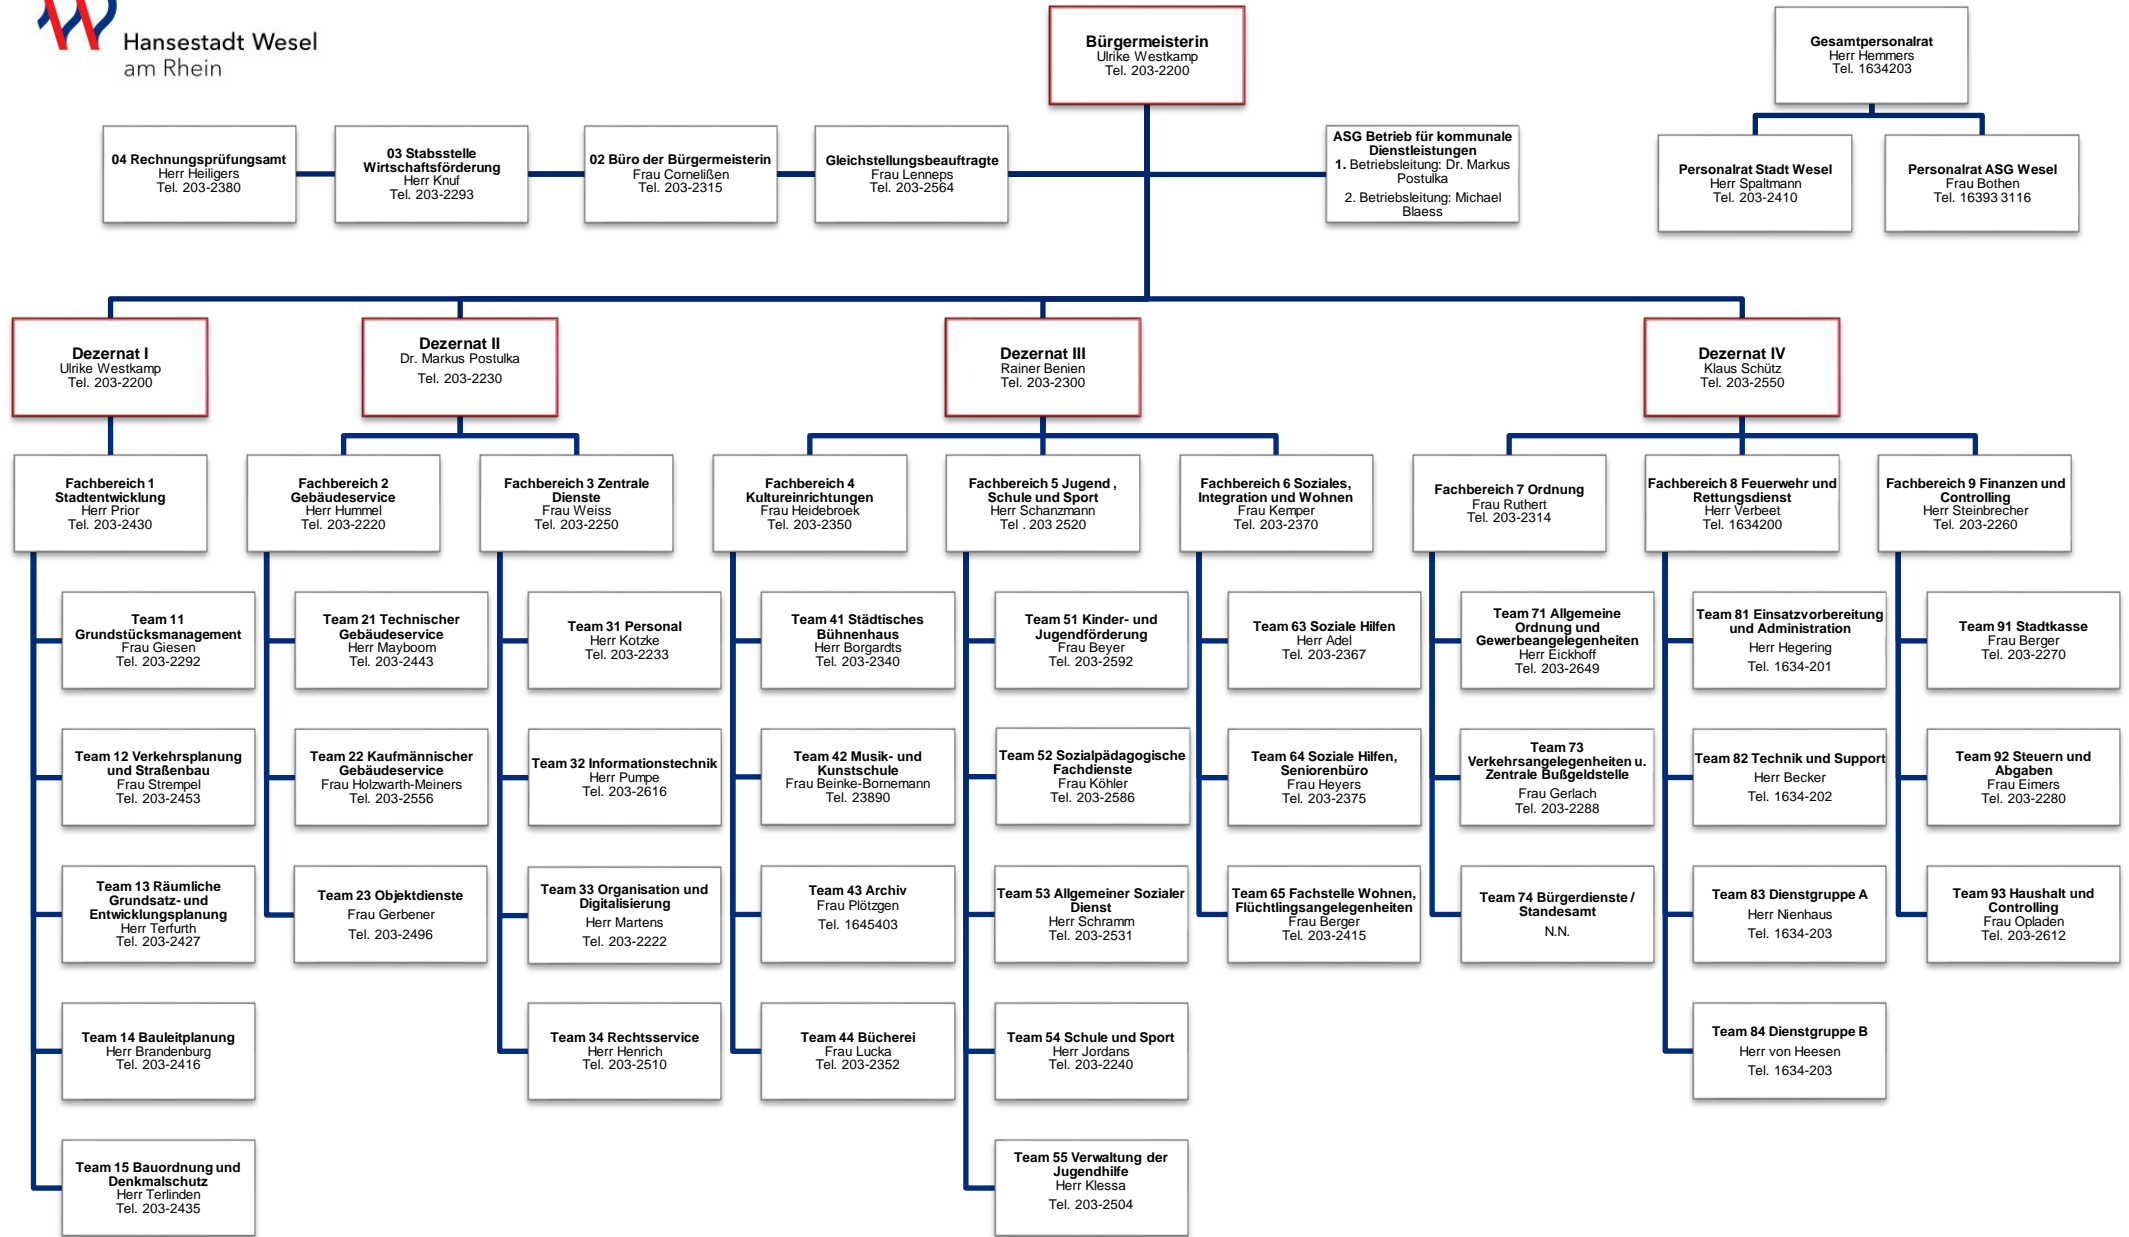 Hansestadt Wesel
am Rhein
Bürgermeisterin
Ulrike Westkamp
Tel. 203-2200
Gesamtpersonalrat
Herr Hemmers
Tel. 1634203
04 Rechnungsprüfungsamt
Herr Heiligers
Tel. 203-2380
03 Stabsstelle
Wirtschaftsförderung
Herr Knuf
Tel. 203-2293
02 Büro der Bürgermeisterin
Frau Cornelißen
Tel. 203-2315
Gleichstellungsbeauftragte
Frau Lenneps
Tel. 203-2564
ASG Betrieb für kommunale
Dienstleistungen
1. Betriebsleitung: Dr. Markus
Postulka
2. Betriebsleitung: Michael
Blaess
Personalrat Stadt Wesel
Herr Spaltmann
Tel. 203-2410
Personalrat ASG Wesel
Frau Bothen
Tel. 16393 3116
Dezernat I
Ulrike Westkamp
Tel. 203-2200
Dezernat II
Dr. Markus Postulka
Tel. 203-2230
Dezernat III
Rainer Benien
Tel. 203-2300
Dezernat IV
Klaus Schütz
Tel. 203-2550
Fachbereich 1
Stadtentwicklung
Herr Prior
Tel. 203-2430
Fachbereich 2
Gebäudeservice
Herr Hummel
Tel. 203-2220
Fachbereich 3 Zentrale
Dienste
Frau Weiss
Tel. 203-2250
Fachbereich 4
Kultureinrichtungen
Frau Heidebroek
Tel. 203-2350
Fachbereich 5 Jugend ,
Schule und Sport
Herr Schanzmann
Tel . 203 2520
Fachbereich 6 Soziales,
Integration und Wohnen
Frau Kemper
Tel. 203-2370
Fachbereich 7 Ordnung
Frau Ruthert
Tel. 203-2314
Fachbereich 8 Feuerwehr und
Rettungsdienst
Herr Verbeet
Tel. 1634200
Fachbereich 9 Finanzen und
Controlling
Herr Steinbrecher
Tel. 203-2260
Team 11
Grundstücksmanagement
Frau Giesen
Tel. 203-2292
Team 21 Technischer
Gebäudeservice
Herr Mayboom
Tel. 203-2443
Team 31 Personal
Herr Kotzke
Tel. 203-2233
Team 41 Städtisches
Bühnenhaus
Herr Borgardts
Tel. 203-2340
Team 51 Kinder- und
Jugendförderung
Frau Beyer
Tel. 203-2592
Team 63 Soziale Hilfen
Herr Adel
Tel. 203-2367
Team 71 Allgemeine
Ordnung und
Gewerbeangelegenheiten
Herr Eickhoff
Tel. 203-2649
Team 81 Einsatzvorbereitung
und Administration
Herr Hegering
Tel. 1634-201
Team 91 Stadtkasse
Frau Berger
Tel. 203-2270
Team 12 Verkehrsplanung
und Straßenbau
Frau Strempel
Tel. 203-2453
Team 22 Kaufmännischer
Gebäudeservice
Frau Holzwarth-Meiners
Tel. 203-2556
Team 32 Informationstechnik
Herr Pumpe
Tel. 203-2616
Team 42 Musik- und
Kunstschule
Frau Beinke-Bornemann
Tel. 23890
Team 52 Sozialpädagogische
Fachdienste
Frau Köhler
Tel. 203-2586
Team 64 Soziale Hilfen,
Seniorenbüro
Frau Heyers
Tel. 203-2375
Team 73
Verkehrsangelegenheiten u.
Zentrale Bußgeldstelle
Frau Gerlach
Tel. 203-2288
Team 82 Technik und Support
Herr Becker
Tel. 1634-202
Team 92 Steuern und
Abgaben
Frau Eimers
Tel. 203-2280
Team 13 Räumliche
Grundsatz- und
Entwicklungsplanung
Herr Terfurth
Tel. 203-2427
Team 23 Objektdienste
Frau Gerbener
Tel. 203-2496
Team 33 Organisation und
Digitalisierung
Herr Martens
Tel. 203-2222
Team 43 Archiv
Frau Plötzgen
Tel. 1645403
Team 53 Allgemeiner Sozialer
Dienst
Herr Schramm
Tel. 203-2531
Team 65 Fachstelle Wohnen,
Flüchtlingsangelegenheiten
Frau Berger
Tel. 203-2415
Team 74 Bürgerdienste /
Standesamt
N.N.
Team 83 Dienstgruppe A
Herr Nienhaus
Tel. 1634-203
Team 93 Haushalt und
Controlling
Frau Opladen
Tel. 203-2612
Team 14 Bauleitplanung
Herr Brandenburg
Tel. 203-2416
Team 34 Rechtsservice
Herr Henrich
Tel. 203-2510
Team 44 Bücherei
Frau Lucka
Tel. 203-2352
Team 54 Schule und Sport
Herr Jordans
Tel. 203-2240
Team 84 Dienstgruppe B
Herr von Heesen
Tel. 1634-203
Team 15 Bauordnung und
Denkmalschutz
Herr Terlinden
Tel. 203-2435
Team 55 Verwaltung der
Jugendhilfe
Herr Klessa
Tel. 203-2504